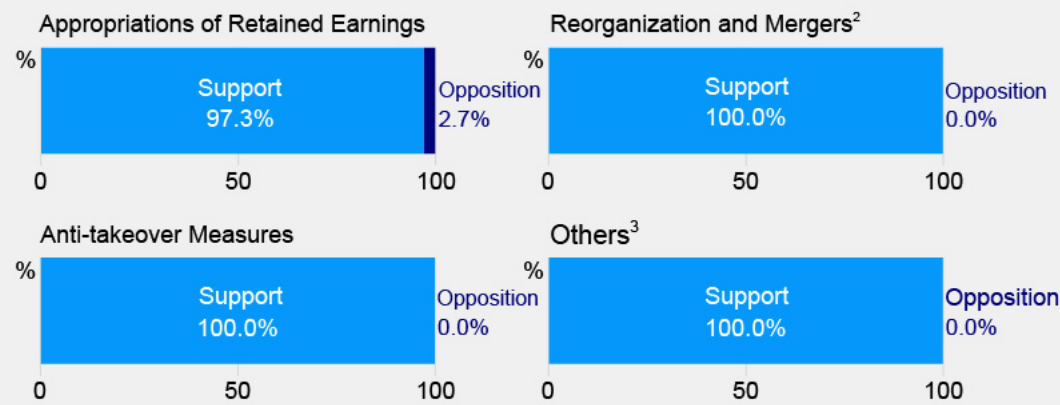 Appropriations of Retained Earnings
%
Support
97.3%
Opposition
2.7%
0 50 100
Reorganization and Mergers²
%
Support
100.0%
Opposition
0.0%
0 50 100
Anti-takeover Measures
%
Support
100.0%
Opposition
0.0%
0 50 100
Others³
%
Support
100.0%
Opposition
0.0%
0 50 100